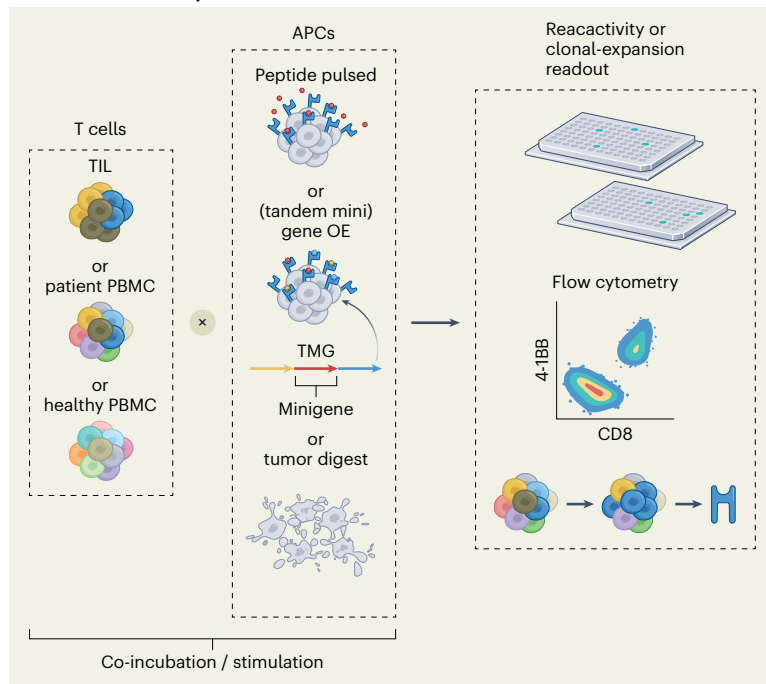 T cells
TIL
or
patient PBMC
or
healthy PBMC
×
APCs
Peptide pulsed
or
(tandem mini)
gene OE
TMG
Minigene
or
tumor digest
Co-incubation / stimulation
Reacactivity or
clonal-expansion
readout
Flow cytometry
4-1BB
CD8